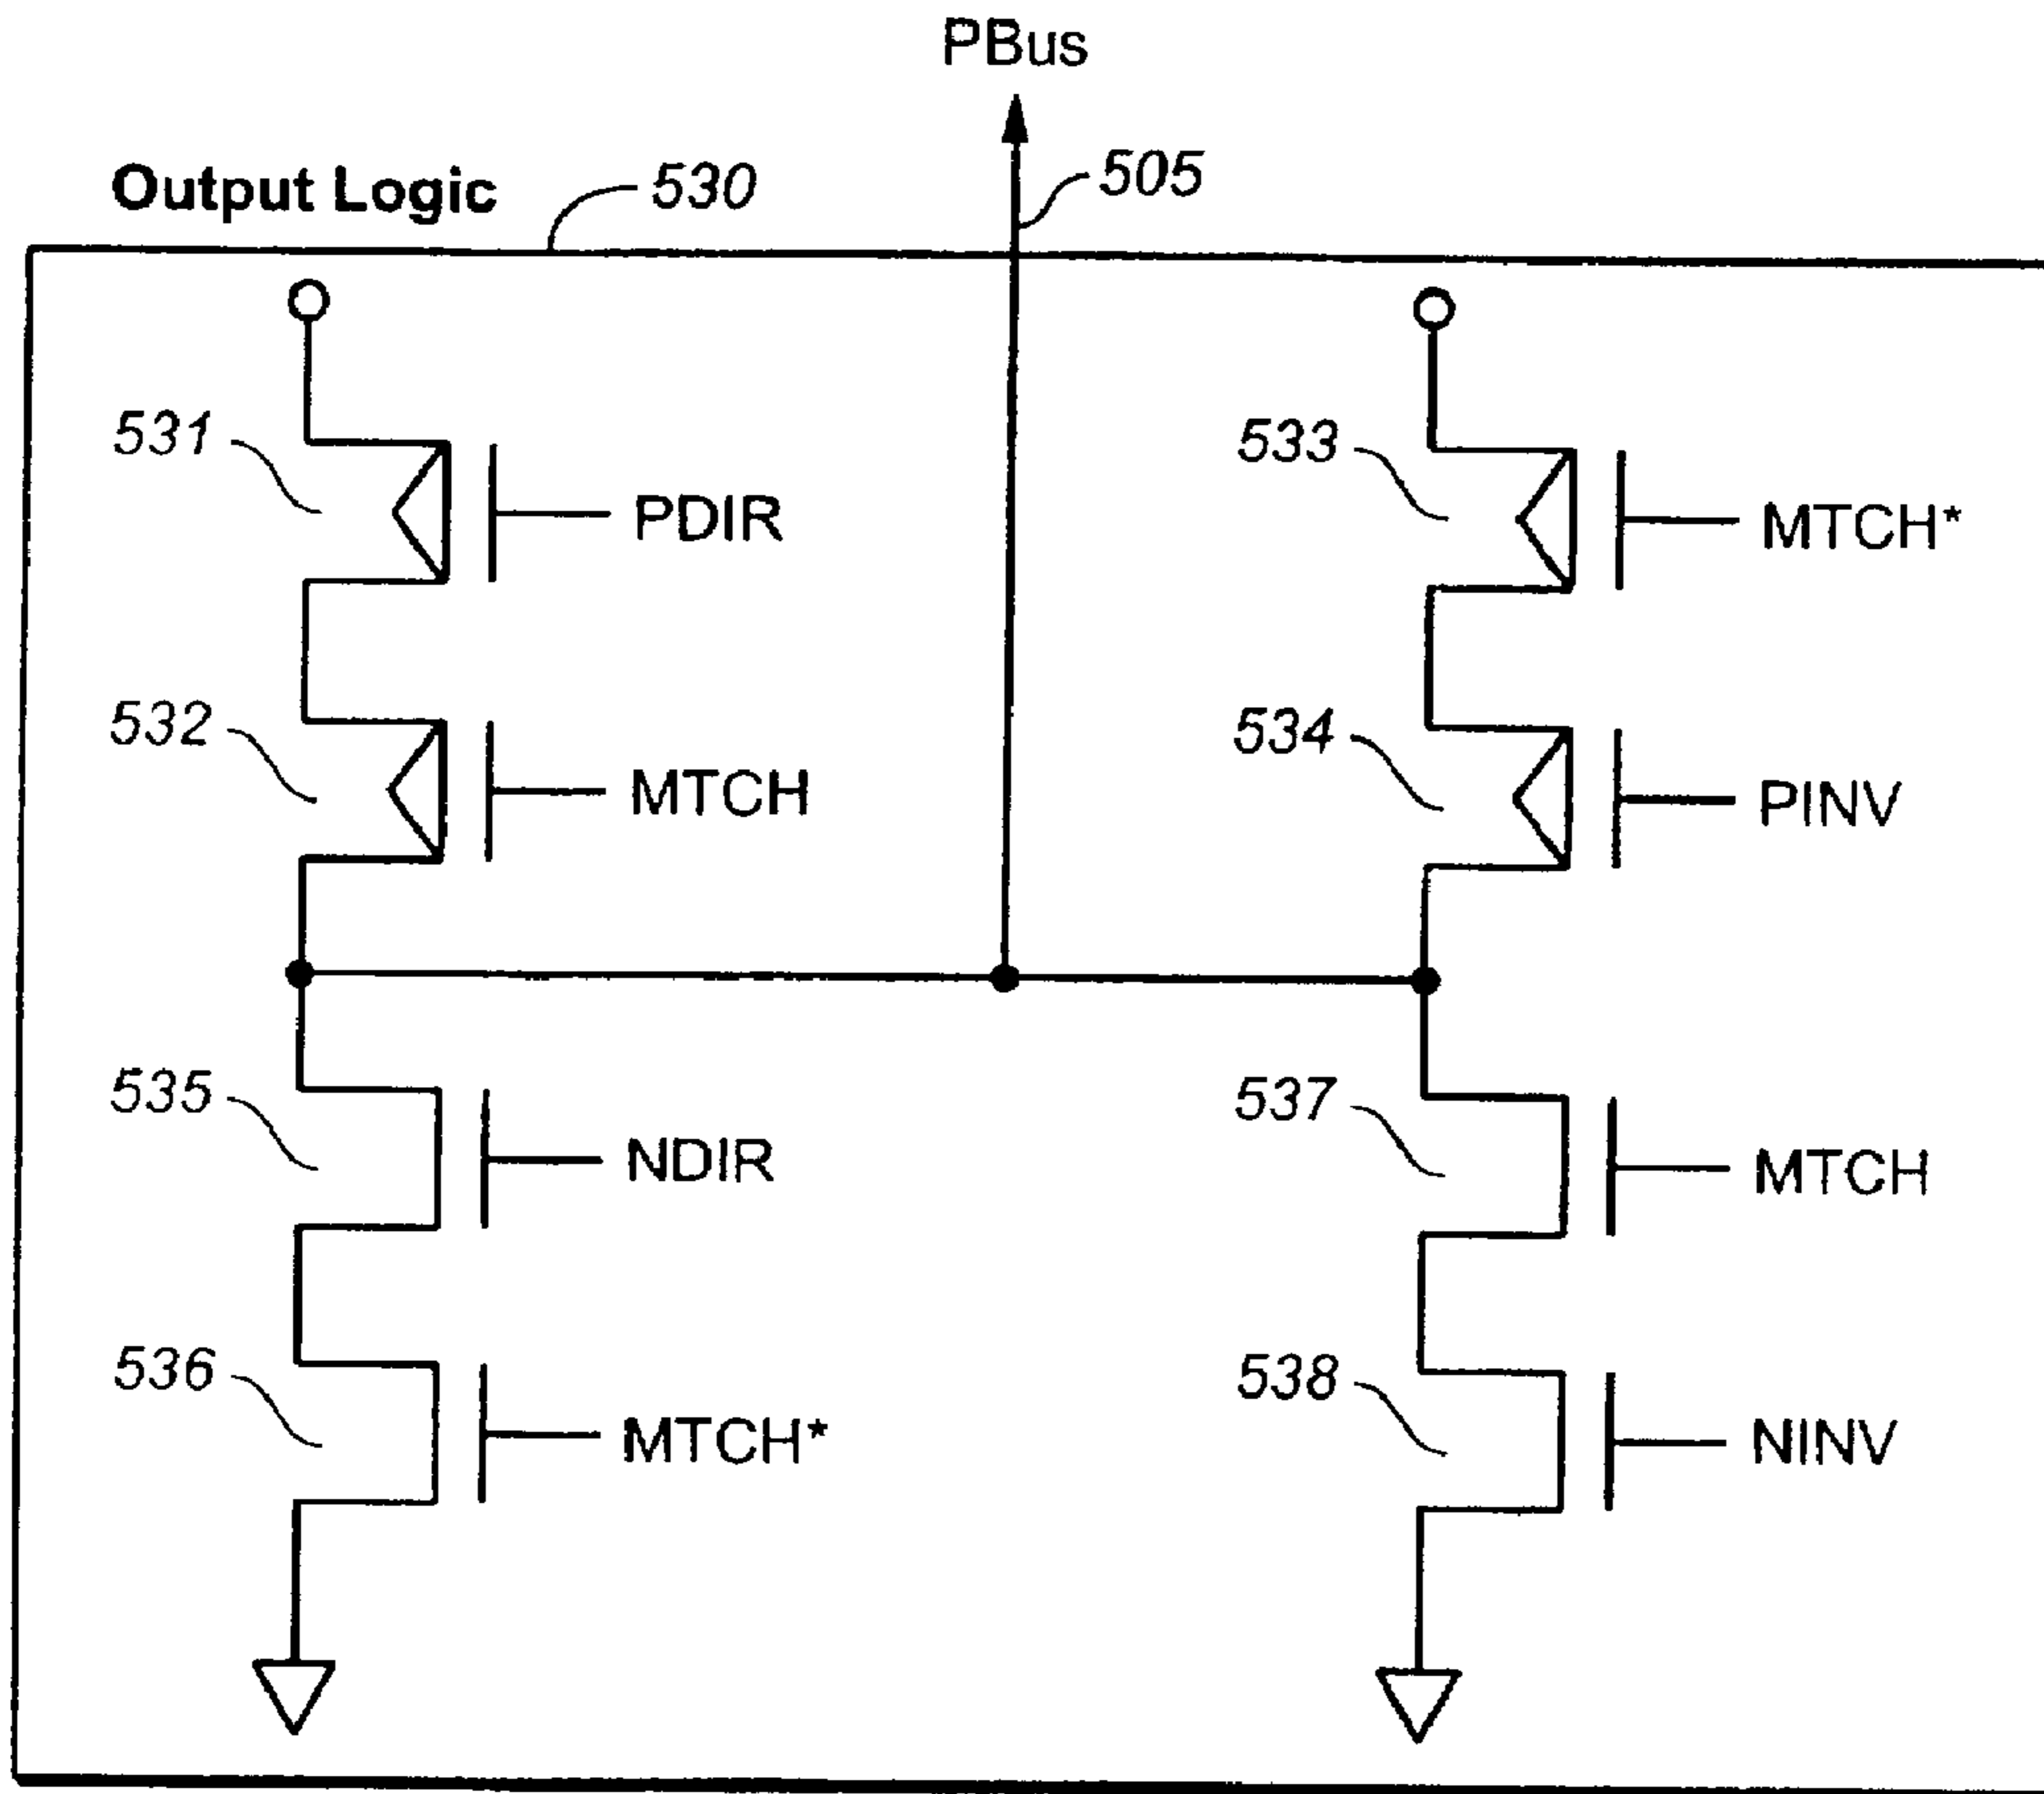 PBus
505
Output Logic
530
531
PDIR
533
MTCH*
532
MTCH
534
PINV
535
NDIR
537
MTCH
536
MTCH*
538
NINV